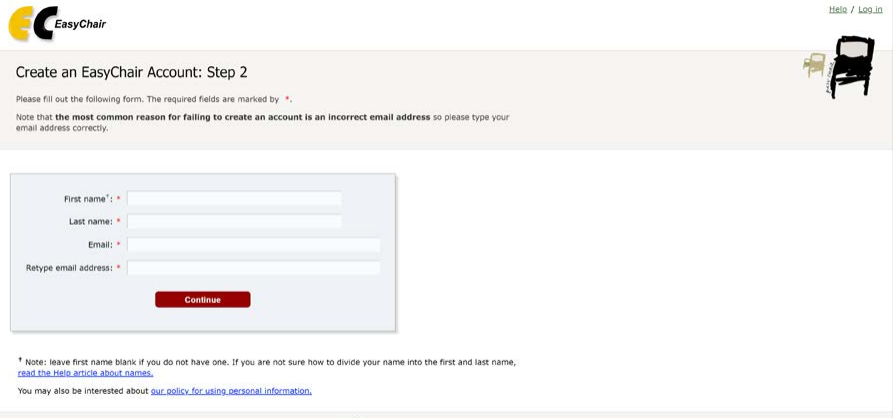 Help / Log in
EC EasyChair
Create an EasyChair Account: Step 2
Please fill out the following form. The required fields are marked by *.
Note that the most common reason for failing to create an account is an incorrect email address so please type your
email address correctly.
First name†: *
Last name: *
Email: *
Retype email address: *
Continue
† Note: leave first name blank if you do not have one. If you are not sure how to divide your name into the first and last name,
read the Help article about names.
You may also be interested about our policy for using personal information.